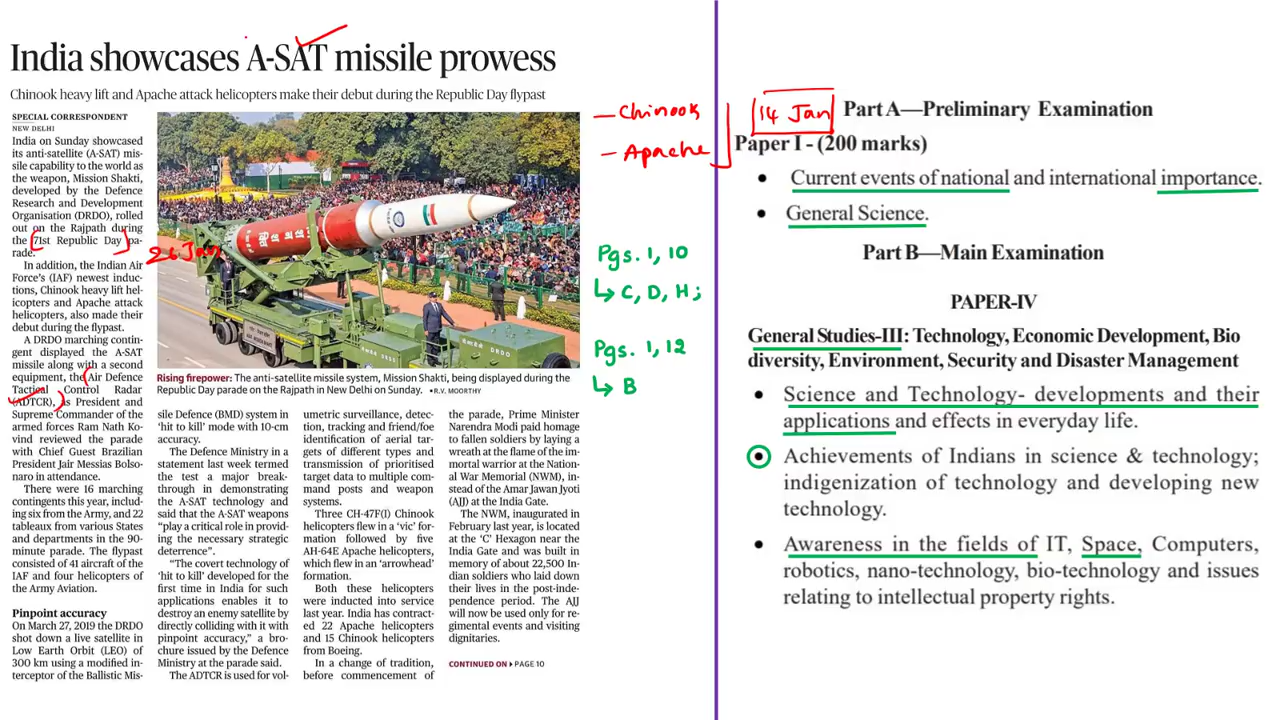 India showcases A-SAT missile prowess
Chinook heavy lift and Apache attack helicopters make their debut during the Republic Day flypast
SPECIAL CORRESPONDENT
NEW DELHI
India on Sunday showcased
its anti-satellite (A-SAT) mis-
sile capability to the world as
the weapon, Mission Shakti,
developed by the Defence
Research and Development
Organisation (DRDO), rolled
out on the Rajpath during
the 71st Republic Day pa-
rade.
26 Jan
In addition, the Indian Air
Force's (IAF) newest induc-
tions, Chinook heavy lift hel-
icopters and Apache attack
helicopters, also made their
debut during the flypast.
A DRDO marching contin-
gent displayed the A-SAT
missile along with a second
equipment, the Air Defence
Tactical Control Radar
(ADTCR), as President and
Supreme Commander of the
armed forces Ram Nath Ko-
vind reviewed the parade
with Chief Guest Brazilian
President Jair Messias Bolso-
naro in attendance.
There were 16 marching
contingents this year, includ-
ing six from the Army, and 22
tableaux from various States
and departments in the 90-
minute parade. The flypast
consisted of 41 aircraft of the
IAF and four helicopters of
the Army Aviation.
Pinpoint accuracy
On March 27, 2019 the DRDO
shot down a live satellite in
Low Earth Orbit (LEO) of
300 km using a modified in-
terceptor of the Ballistic Mis-
DRDO
Rising firepower: The anti-satellite missile system, Mission Shakti, being displayed during the
Republic Day parade on the Rajpath in New Delhi on Sunday. •R.V. MOORTHY
sile Defence (BMD) system in
'hit to kill' mode with 10-cm
accuracy.
The Defence Ministry in a
statement last week termed
the test a major break-
through in demonstrating
the A-SAT technology and
said that the A-SAT weapons
"play a critical role in provid-
ing the necessary strategic
deterrence".
"The covert technology of
'hit to kill' developed for the
first time in India for such
applications enables it to
destroy an enemy satellite by
directly colliding with it with
pinpoint accuracy," a bro-
chure issued by the Defence
Ministry at the parade said.
The ADTCR is used for vol-
umetric surveillance, detec-
tion, tracking and friend/foe
identification of aerial tar-
gets of different types and
transmission of prioritised
target data to multiple com-
mand posts and weapon
systems.
Three CH-47F(I) Chinook
helicopters flew in a 'vic' for-
mation followed by five
AH-64E Apache helicopters,
which flew in an 'arrowhead'
formation.
Both these helicopters
were inducted into service
last year. India has contract-
ed 22 Apache helicopters
and 15 Chinook helicopters
from Boeing.
In a change of tradition,
before commencement of
the parade, Prime Minister
Narendra Modi paid homage
to fallen soldiers by laying a
wreath at the flame of the im-
mortal warrior at the Nation-
al War Memorial (NWM), in-
stead of the Amar Jawan Jyoti
(AJJ) at the India Gate.
The NWM, inaugurated in
February last year, is located
at the 'C' Hexagon near the
India Gate and was built in
memory of about 22,500 In-
dian soldiers who laid down
their lives in the post-inde-
pendence period. The AJJ
will now be used only for re-
gimental events and visiting
dignitaries.
CONTINUED ON ▶ PAGE 10
– Chinook
– Apache
14 Jan
Pgs. 1, 10
↳ C, D, H;
Pgs. 1, 12
↳ B
Part A—Preliminary Examination
Paper I - (200 marks)
• Current events of national and international importance.
• General Science.
Part B—Main Examination
PAPER-IV
General Studies-III: Technology, Economic Development, Bio
diversity, Environment, Security and Disaster Management
• Science and Technology- developments and their
applications and effects in everyday life.
• Achievements of Indians in science & technology;
indigenization of technology and developing new
technology.
• Awareness in the fields of IT, Space, Computers,
robotics, nano-technology, bio-technology and issues
relating to intellectual property rights.